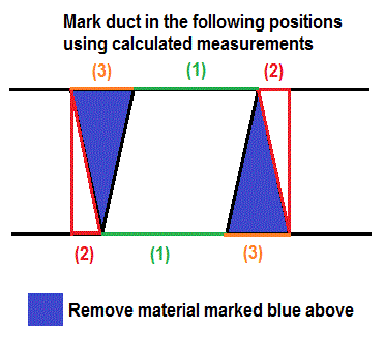 Mark duct in the following positions
using calculated measurements
(3) (1) (2)
(2) (1) (3)
Remove material marked blue above